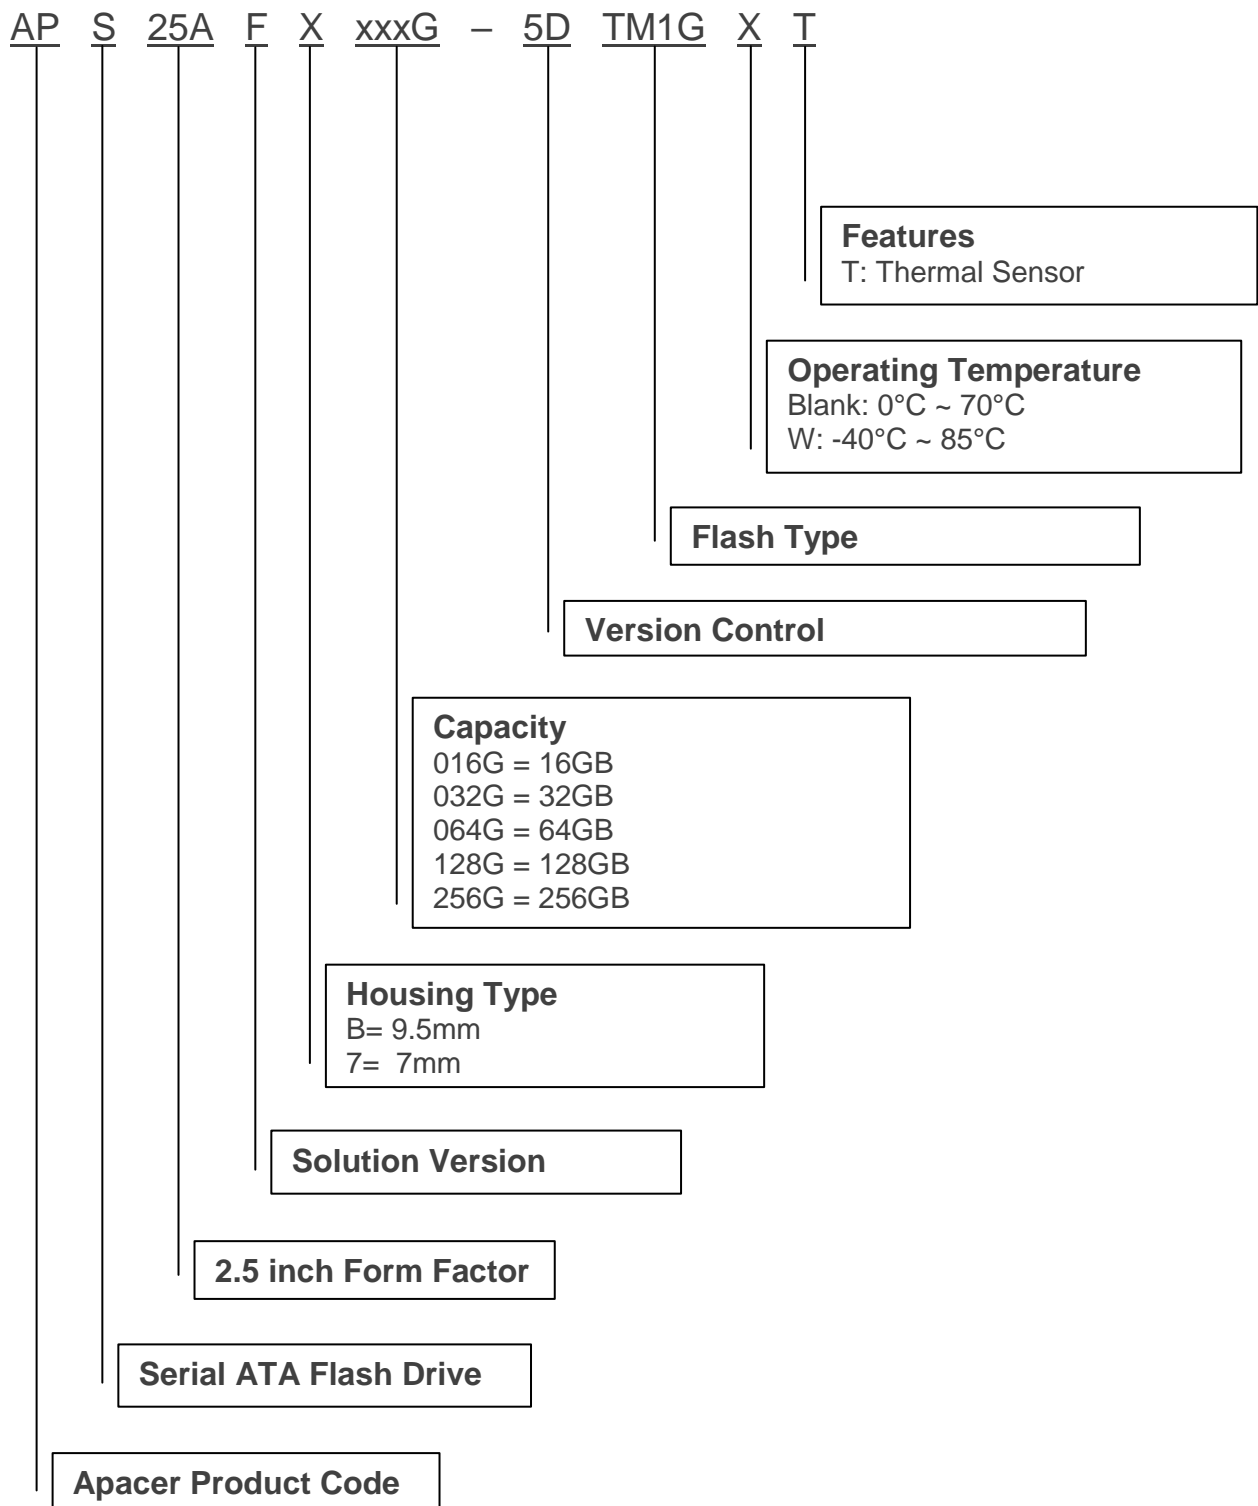 AP S 25A F X xxxG – 5D TM1G X T
Features
T: Thermal Sensor
Operating Temperature
Blank: 0°C ~ 70°C
W: -40°C ~ 85°C
Flash Type
Version Control
Capacity
016G = 16GB
032G = 32GB
064G = 64GB
128G = 128GB
256G = 256GB
Housing Type
B= 9.5mm
7= 7mm
Solution Version
2.5 inch Form Factor
Serial ATA Flash Drive
Apacer Product Code